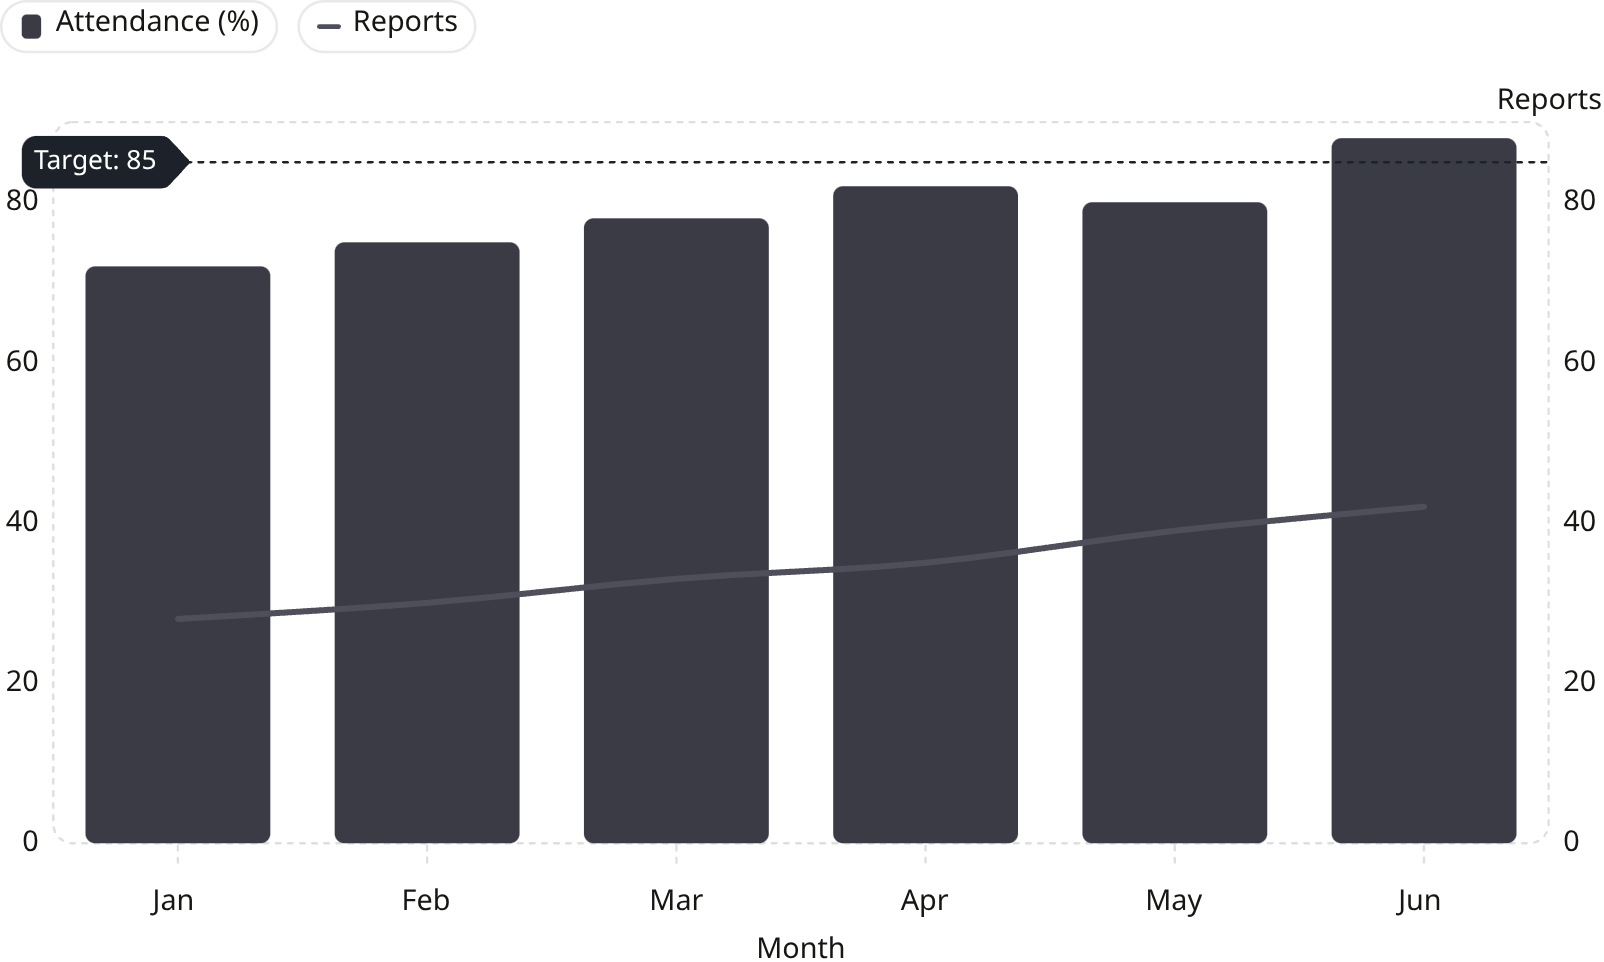 Attendance (%)
Reports
Reports
Target: 85
80
60
40
20
0
80
60
40
20
0
Jan
Feb
Mar
Apr
May
Jun
Month